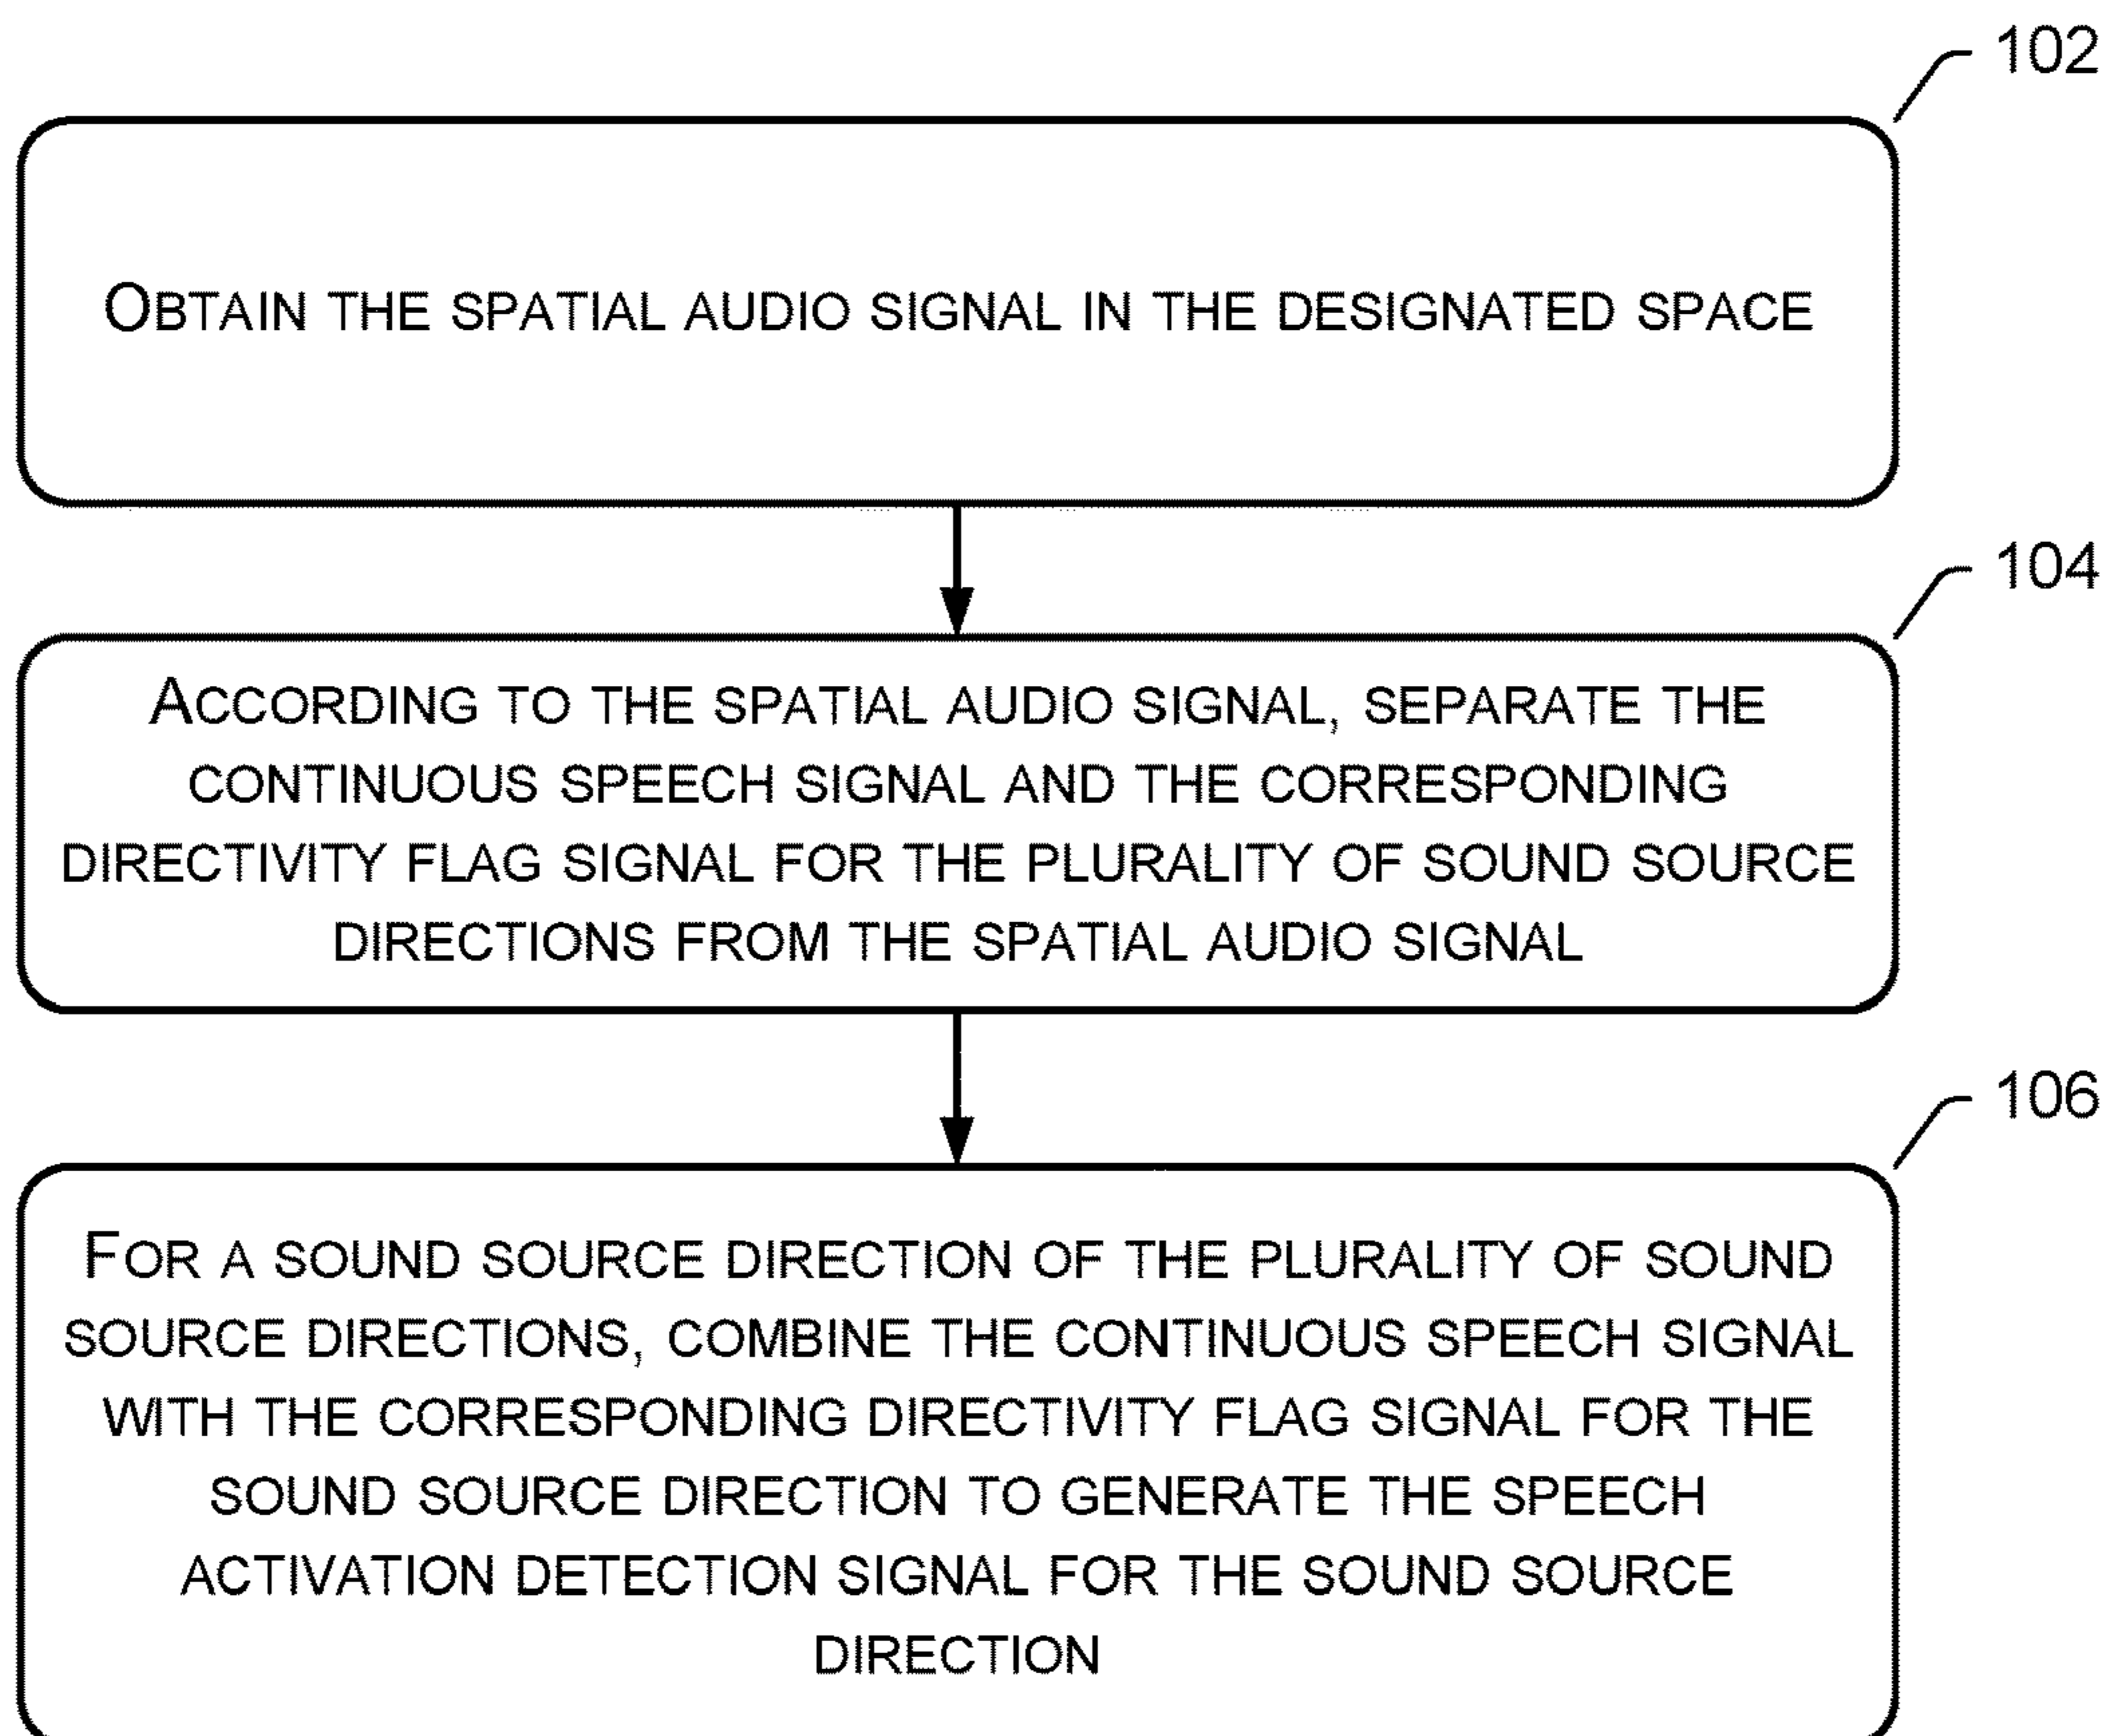 102
OBTAIN THE SPATIAL AUDIO SIGNAL IN THE DESIGNATED SPACE
104
ACCORDING TO THE SPATIAL AUDIO SIGNAL, SEPARATE THE
CONTINUOUS SPEECH SIGNAL AND THE CORRESPONDING
DIRECTIVITY FLAG SIGNAL FOR THE PLURALITY OF SOUND SOURCE
DIRECTIONS FROM THE SPATIAL AUDIO SIGNAL
106
FOR A SOUND SOURCE DIRECTION OF THE PLURALITY OF SOUND
SOURCE DIRECTIONS, COMBINE THE CONTINUOUS SPEECH SIGNAL
WITH THE CORRESPONDING DIRECTIVITY FLAG SIGNAL FOR THE
SOUND SOURCE DIRECTION TO GENERATE THE SPEECH
ACTIVATION DETECTION SIGNAL FOR THE SOUND SOURCE
DIRECTION